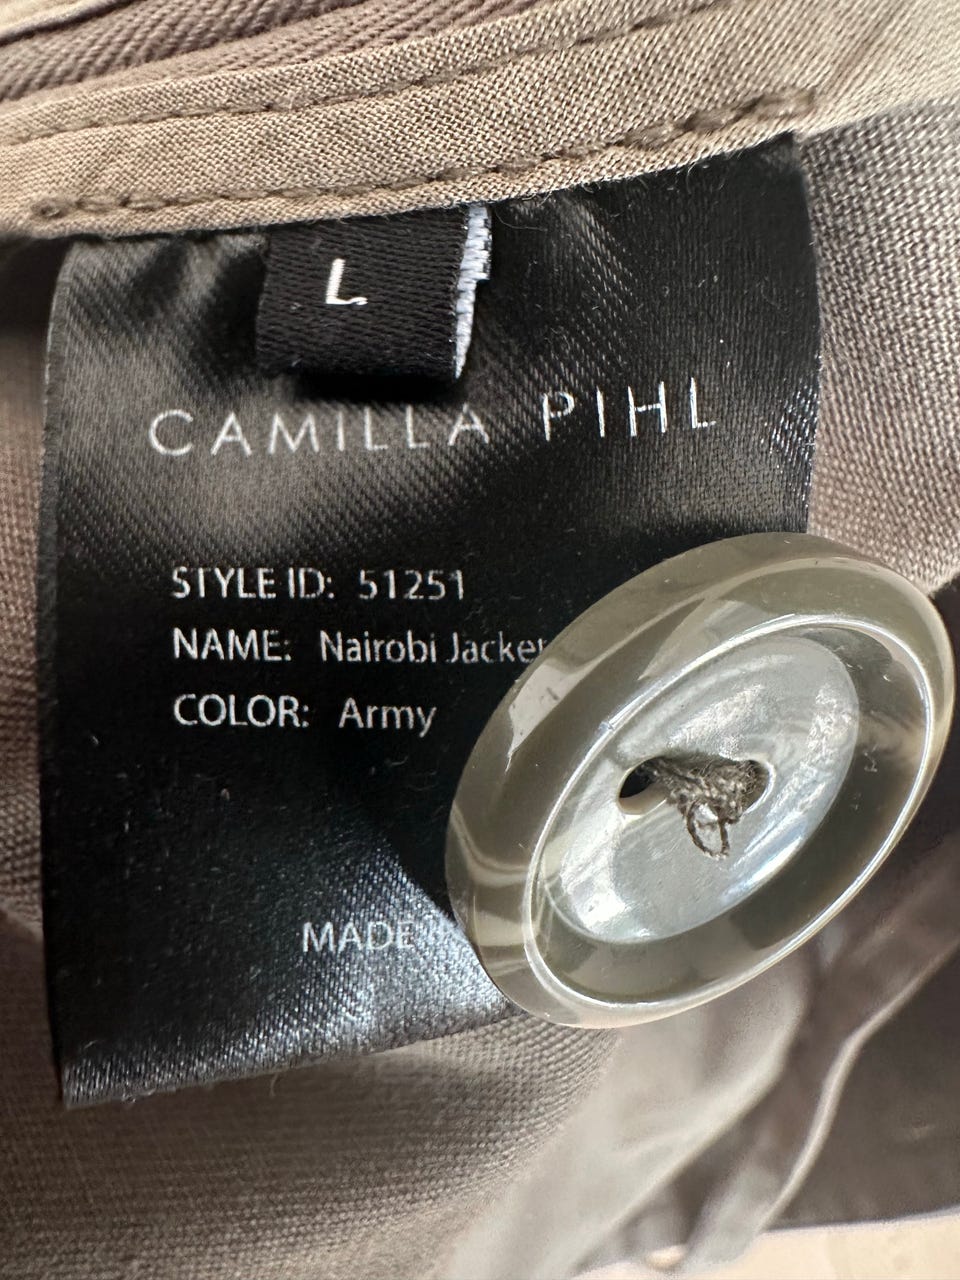 L
CAMILLA PIHL
STYLE ID: 51251
NAME: Nairobi Jacket
COLOR: Army
MADE